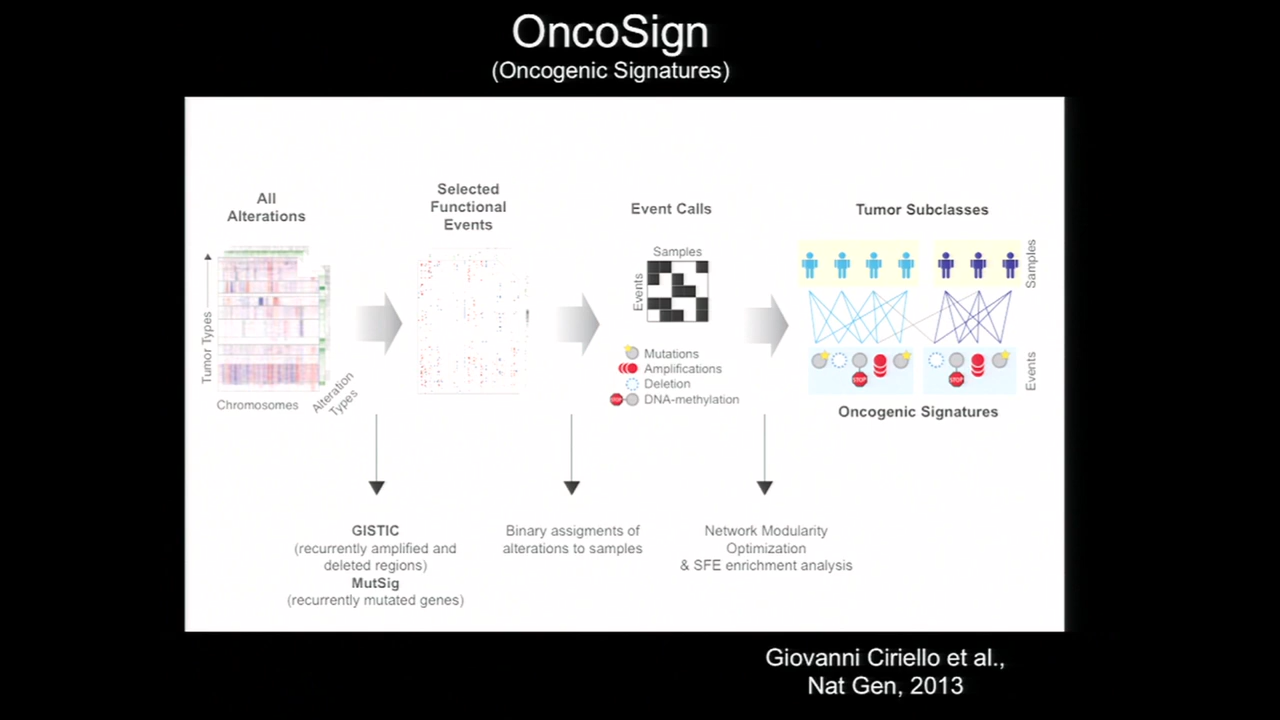 OncoSign
(Oncogenic Signatures)
All
Alterations
Selected
Functional
Events
Event Calls
Tumor Subclasses
Tumor Types
Chromosomes
Alteration
Types
Samples
Events
Mutations
Amplifications
Deletion
STOP
DNA-methylation
Samples
Events
STOP
STOP
Oncogenic Signatures
GISTIC
(recurrently amplified and
deleted regions)
MutSig
(recurrently mutated genes)
Binary assigments of
alterations to samples
Network Modularity
Optimization
& SFE enrichment analysis
Giovanni Ciriello et al.,
Nat Gen, 2013